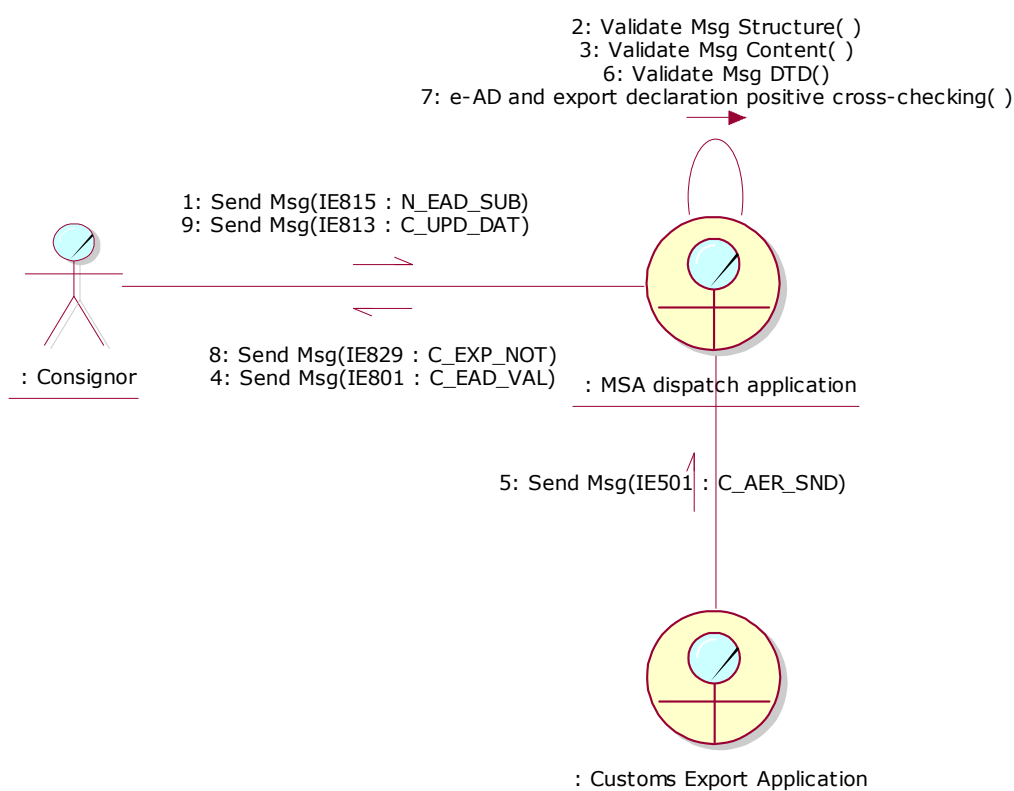 2: Validate Msg Structure( )
3: Validate Msg Content( )
6: Validate Msg DTD()
7: e-AD and export declaration positive cross-checking( )
1: Send Msg(IE815 : N_EAD_SUB)
9: Send Msg(IE813 : C_UPD_DAT)
8: Send Msg(IE829 : C_EXP_NOT)
4: Send Msg(IE801 : C_EAD_VAL)
: Consignor
: MSA dispatch application
5: Send Msg(IE501 : C_AER_SND)
: Customs Export Application